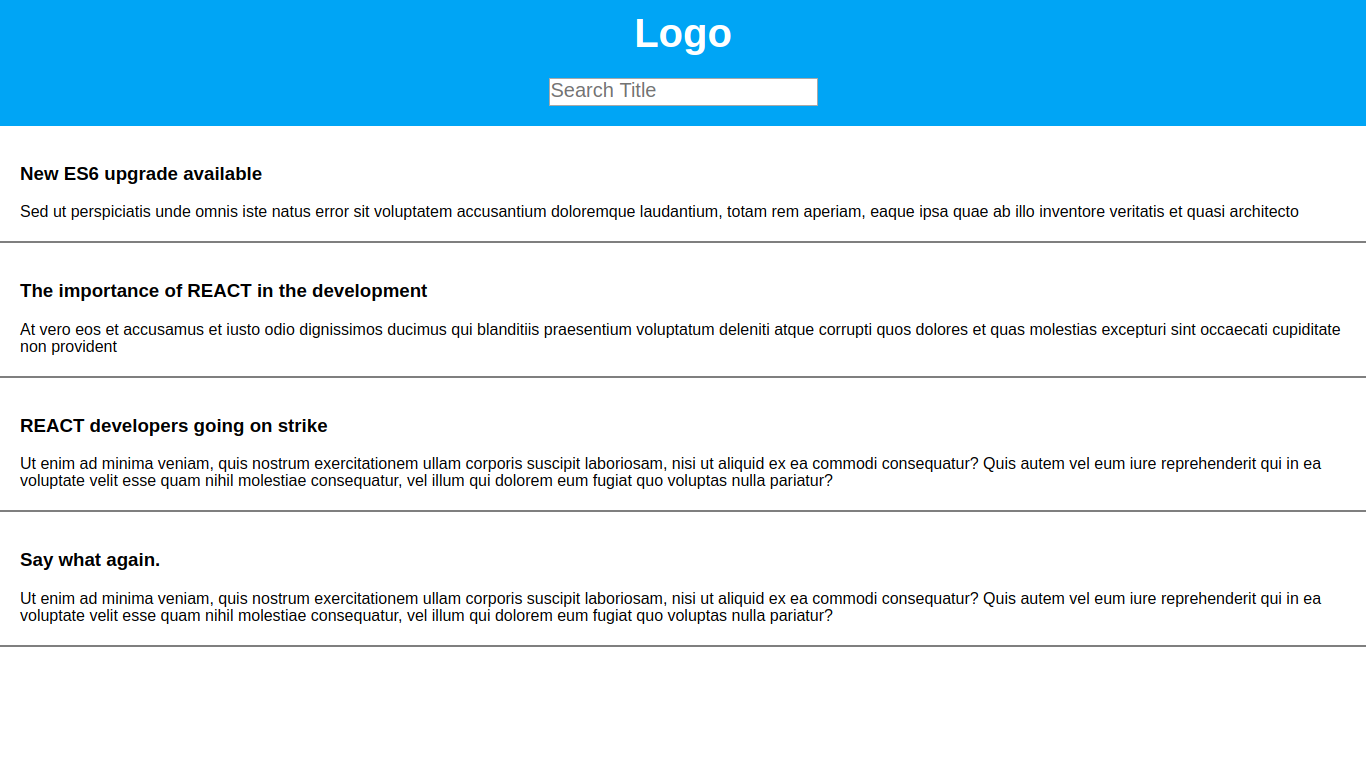 Logo
Search Title
New ES6 upgrade available
Sed ut perspiciatis unde omnis iste natus error sit voluptatem accusantium doloremque laudantium, totam rem aperiam, eaque ipsa quae ab illo inventore veritatis et quasi architecto
The importance of REACT in the development
At vero eos et accusamus et iusto odio dignissimos ducimus qui blanditiis praesentium voluptatum deleniti atque corrupti quos dolores et quas molestias excepturi sint occaecati cupiditate
non provident
REACT developers going on strike
Ut enim ad minima veniam, quis nostrum exercitationem ullam corporis suscipit laboriosam, nisi ut aliquid ex ea commodi consequatur? Quis autem vel eum iure reprehenderit qui in ea
voluptate velit esse quam nihil molestiae consequatur, vel illum qui dolorem eum fugiat quo voluptas nulla pariatur?
Say what again.
Ut enim ad minima veniam, quis nostrum exercitationem ullam corporis suscipit laboriosam, nisi ut aliquid ex ea commodi consequatur? Quis autem vel eum iure reprehenderit qui in ea
voluptate velit esse quam nihil molestiae consequatur, vel illum qui dolorem eum fugiat quo voluptas nulla pariatur?